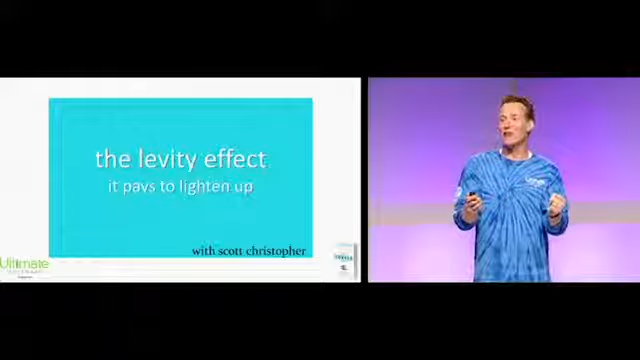 the levity effect
it pays to lighten up
with scott christopher
Ultimate